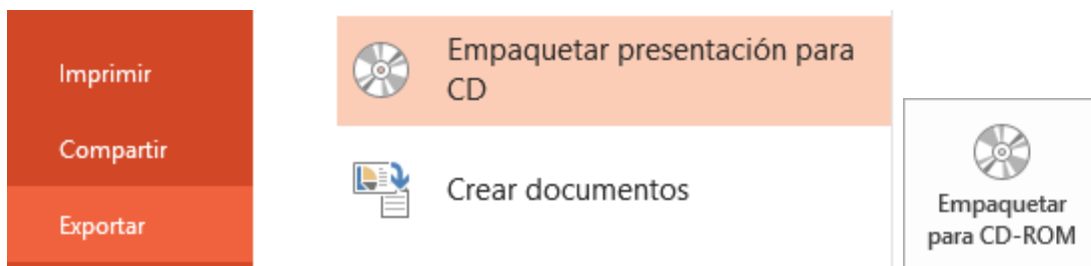 Imprimir
Compartir
Exportar
Empaquetar presentación para
CD
Crear documentos
Empaquetar
para CD-ROM